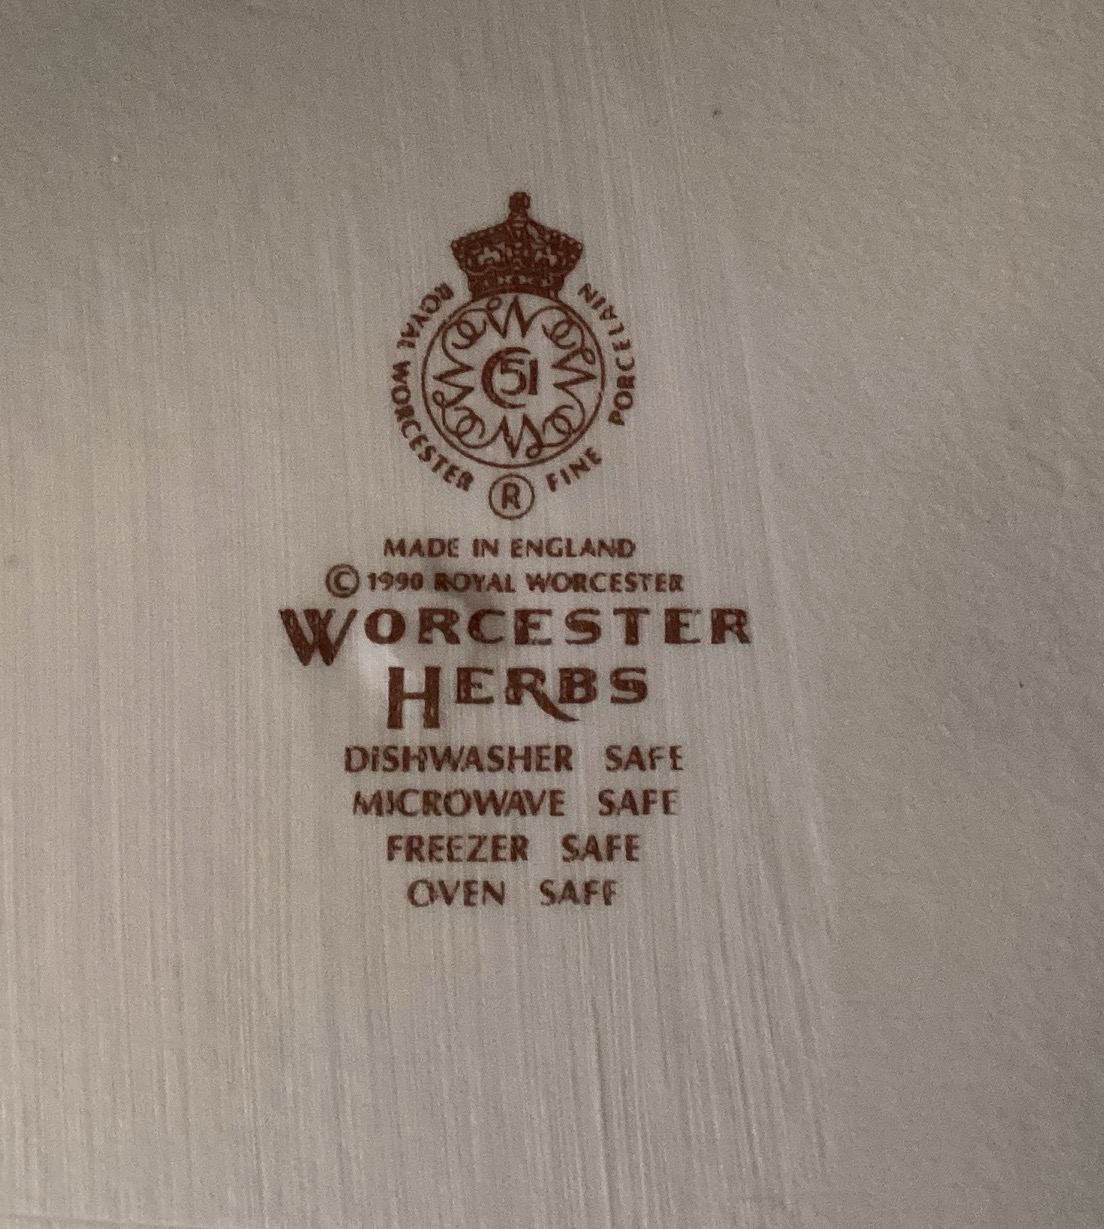 ROYAL WORCESTER FINE PORCELAIN
51
®
MADE IN ENGLAND
© 1990 ROYAL WORCESTER
WORCESTER
HERBS
DISHWASHER SAFE
MICROWAVE SAFE
FREEZER SAFE
OVEN SAFE